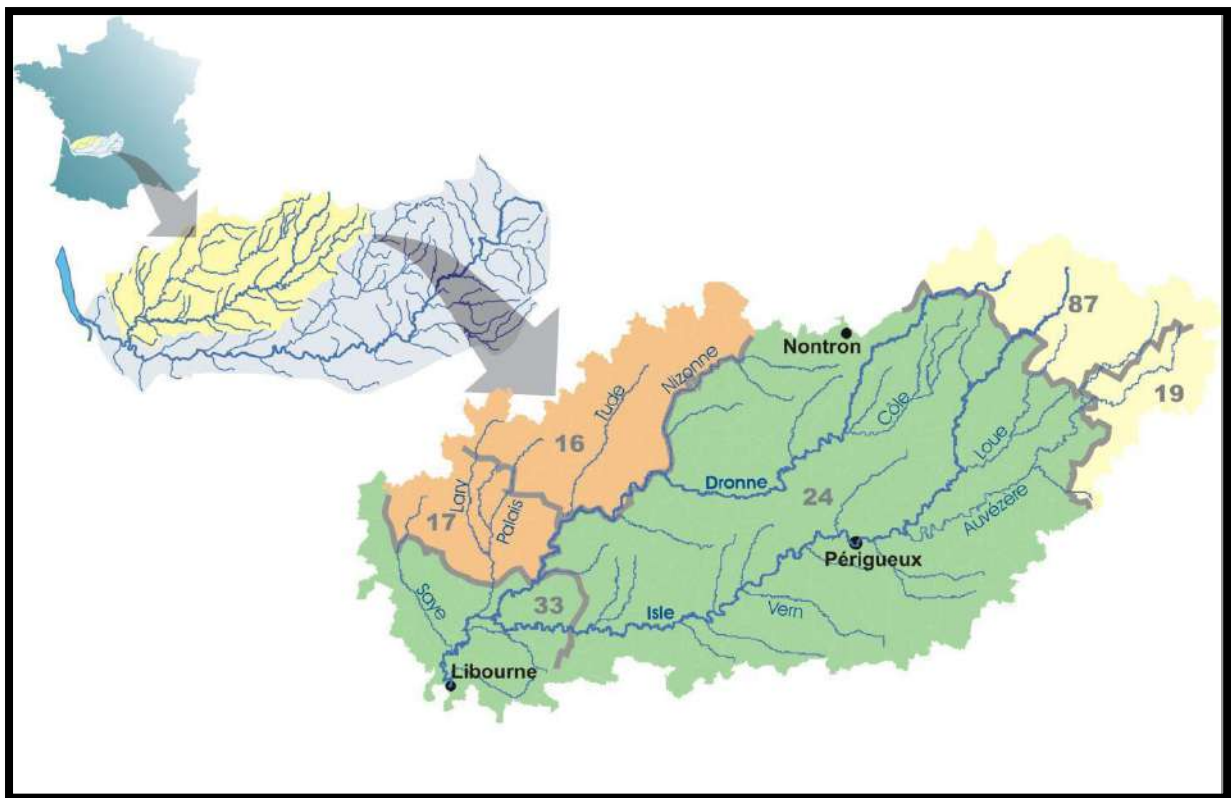 87
Nontron
Nizonne
Tude
Côle
19
16
Loue
Lary
Dronne
24
Palais
17
Auvézère
Périgueux
Saye
33
Isle
Vern
Libourne